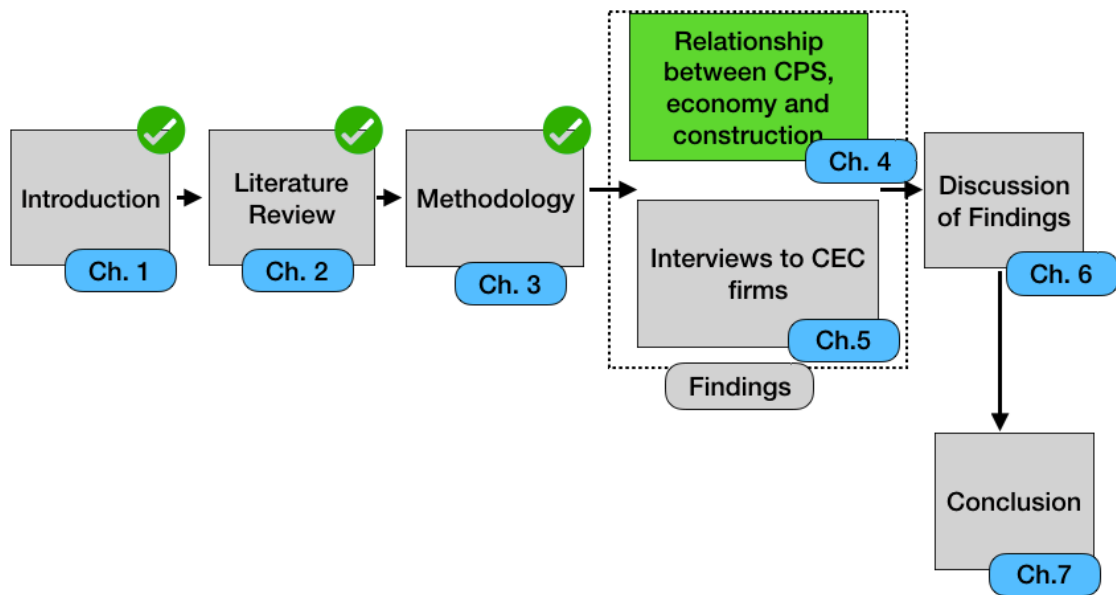 Introduction
Ch. 1
Literature
Review
Ch. 2
Methodology
Ch. 3
Relationship
between CPS,
economy and
construction
Ch. 4
Interviews to CEC
firms
Ch.5
Findings
Discussion
of Findings
Ch. 6
Conclusion
Ch.7